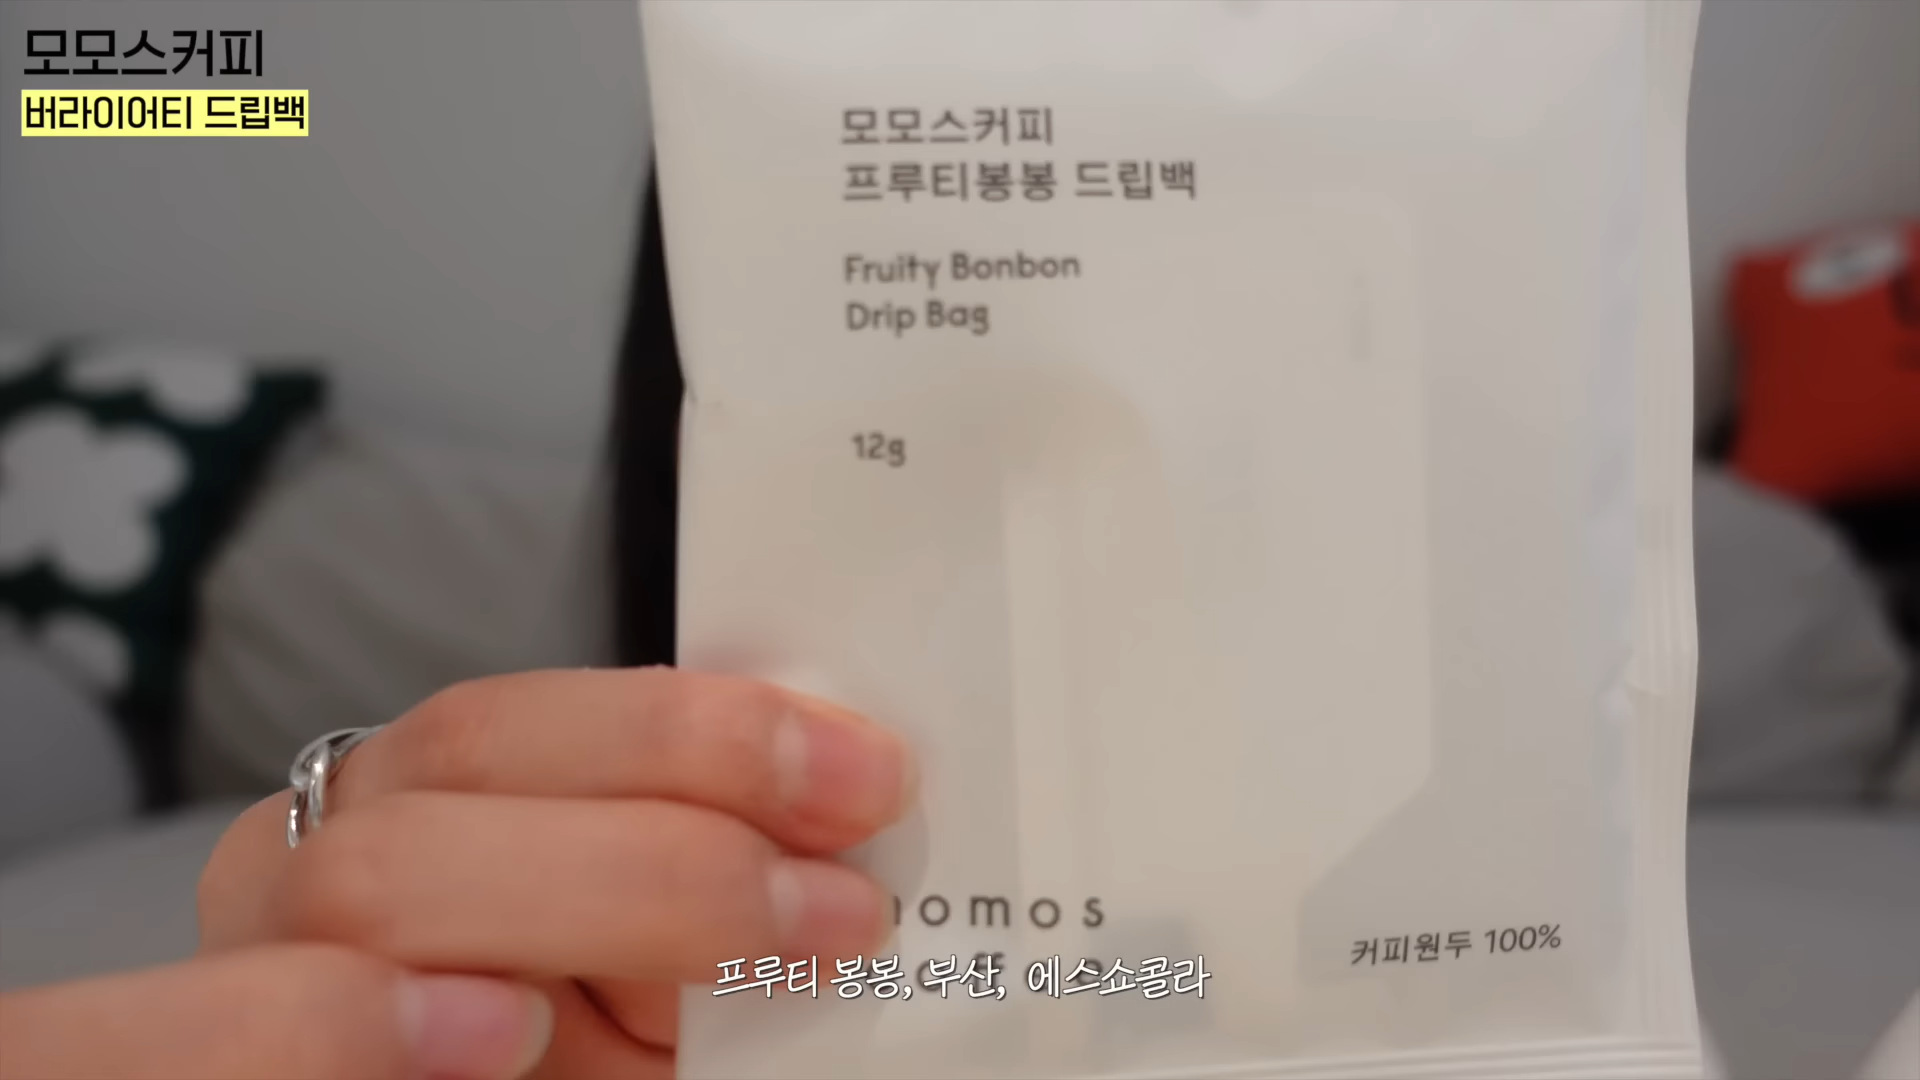 모모스커피
버라이어티 드립백
모모스커피
프루티봉봉 드립백
Fruity Bonbon
Drip Bag
12g
커피원두 100%
프루티 봉봉, 부산, 에스쇼콜라